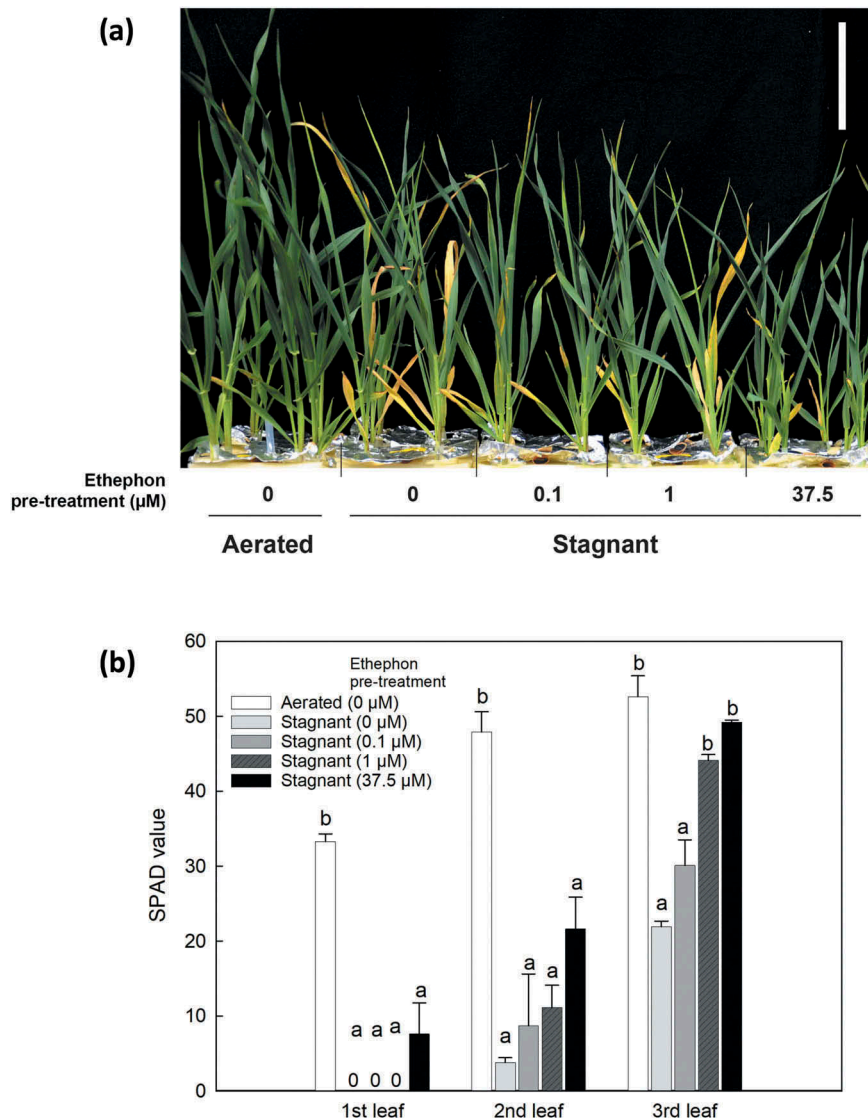 (a)
Ethephon
pre-treatment (µM)
0 0 0.1 1 37.5
Aerated Stagnant
(b)
Ethephon
pre-treatment
Aerated (0 µM)
Stagnant (0 µM)
Stagnant (0.1 µM)
Stagnant (1 µM)
Stagnant (37.5 µM)
SPAD value
60
50
40
30
20
10
0
b
a a a a
0 0 0
b
a a a a
b
a a b b
1st leaf 2nd leaf 3rd leaf